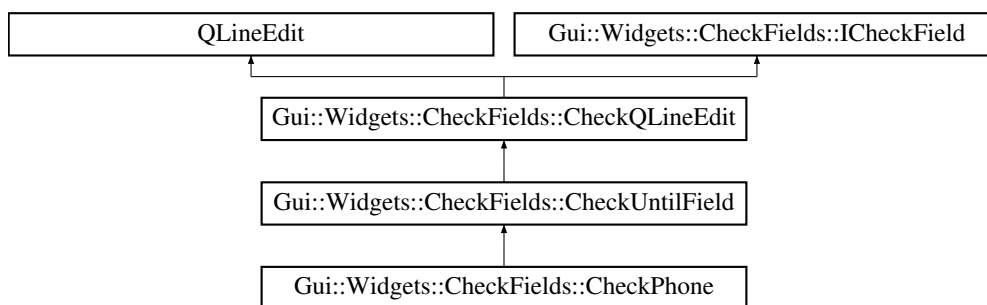 QLineEdit
Gui::Widgets::CheckFields::ICheckField
Gui::Widgets::CheckFields::CheckQLineEdit
Gui::Widgets::CheckFields::CheckUntilField
Gui::Widgets::CheckFields::CheckPhone